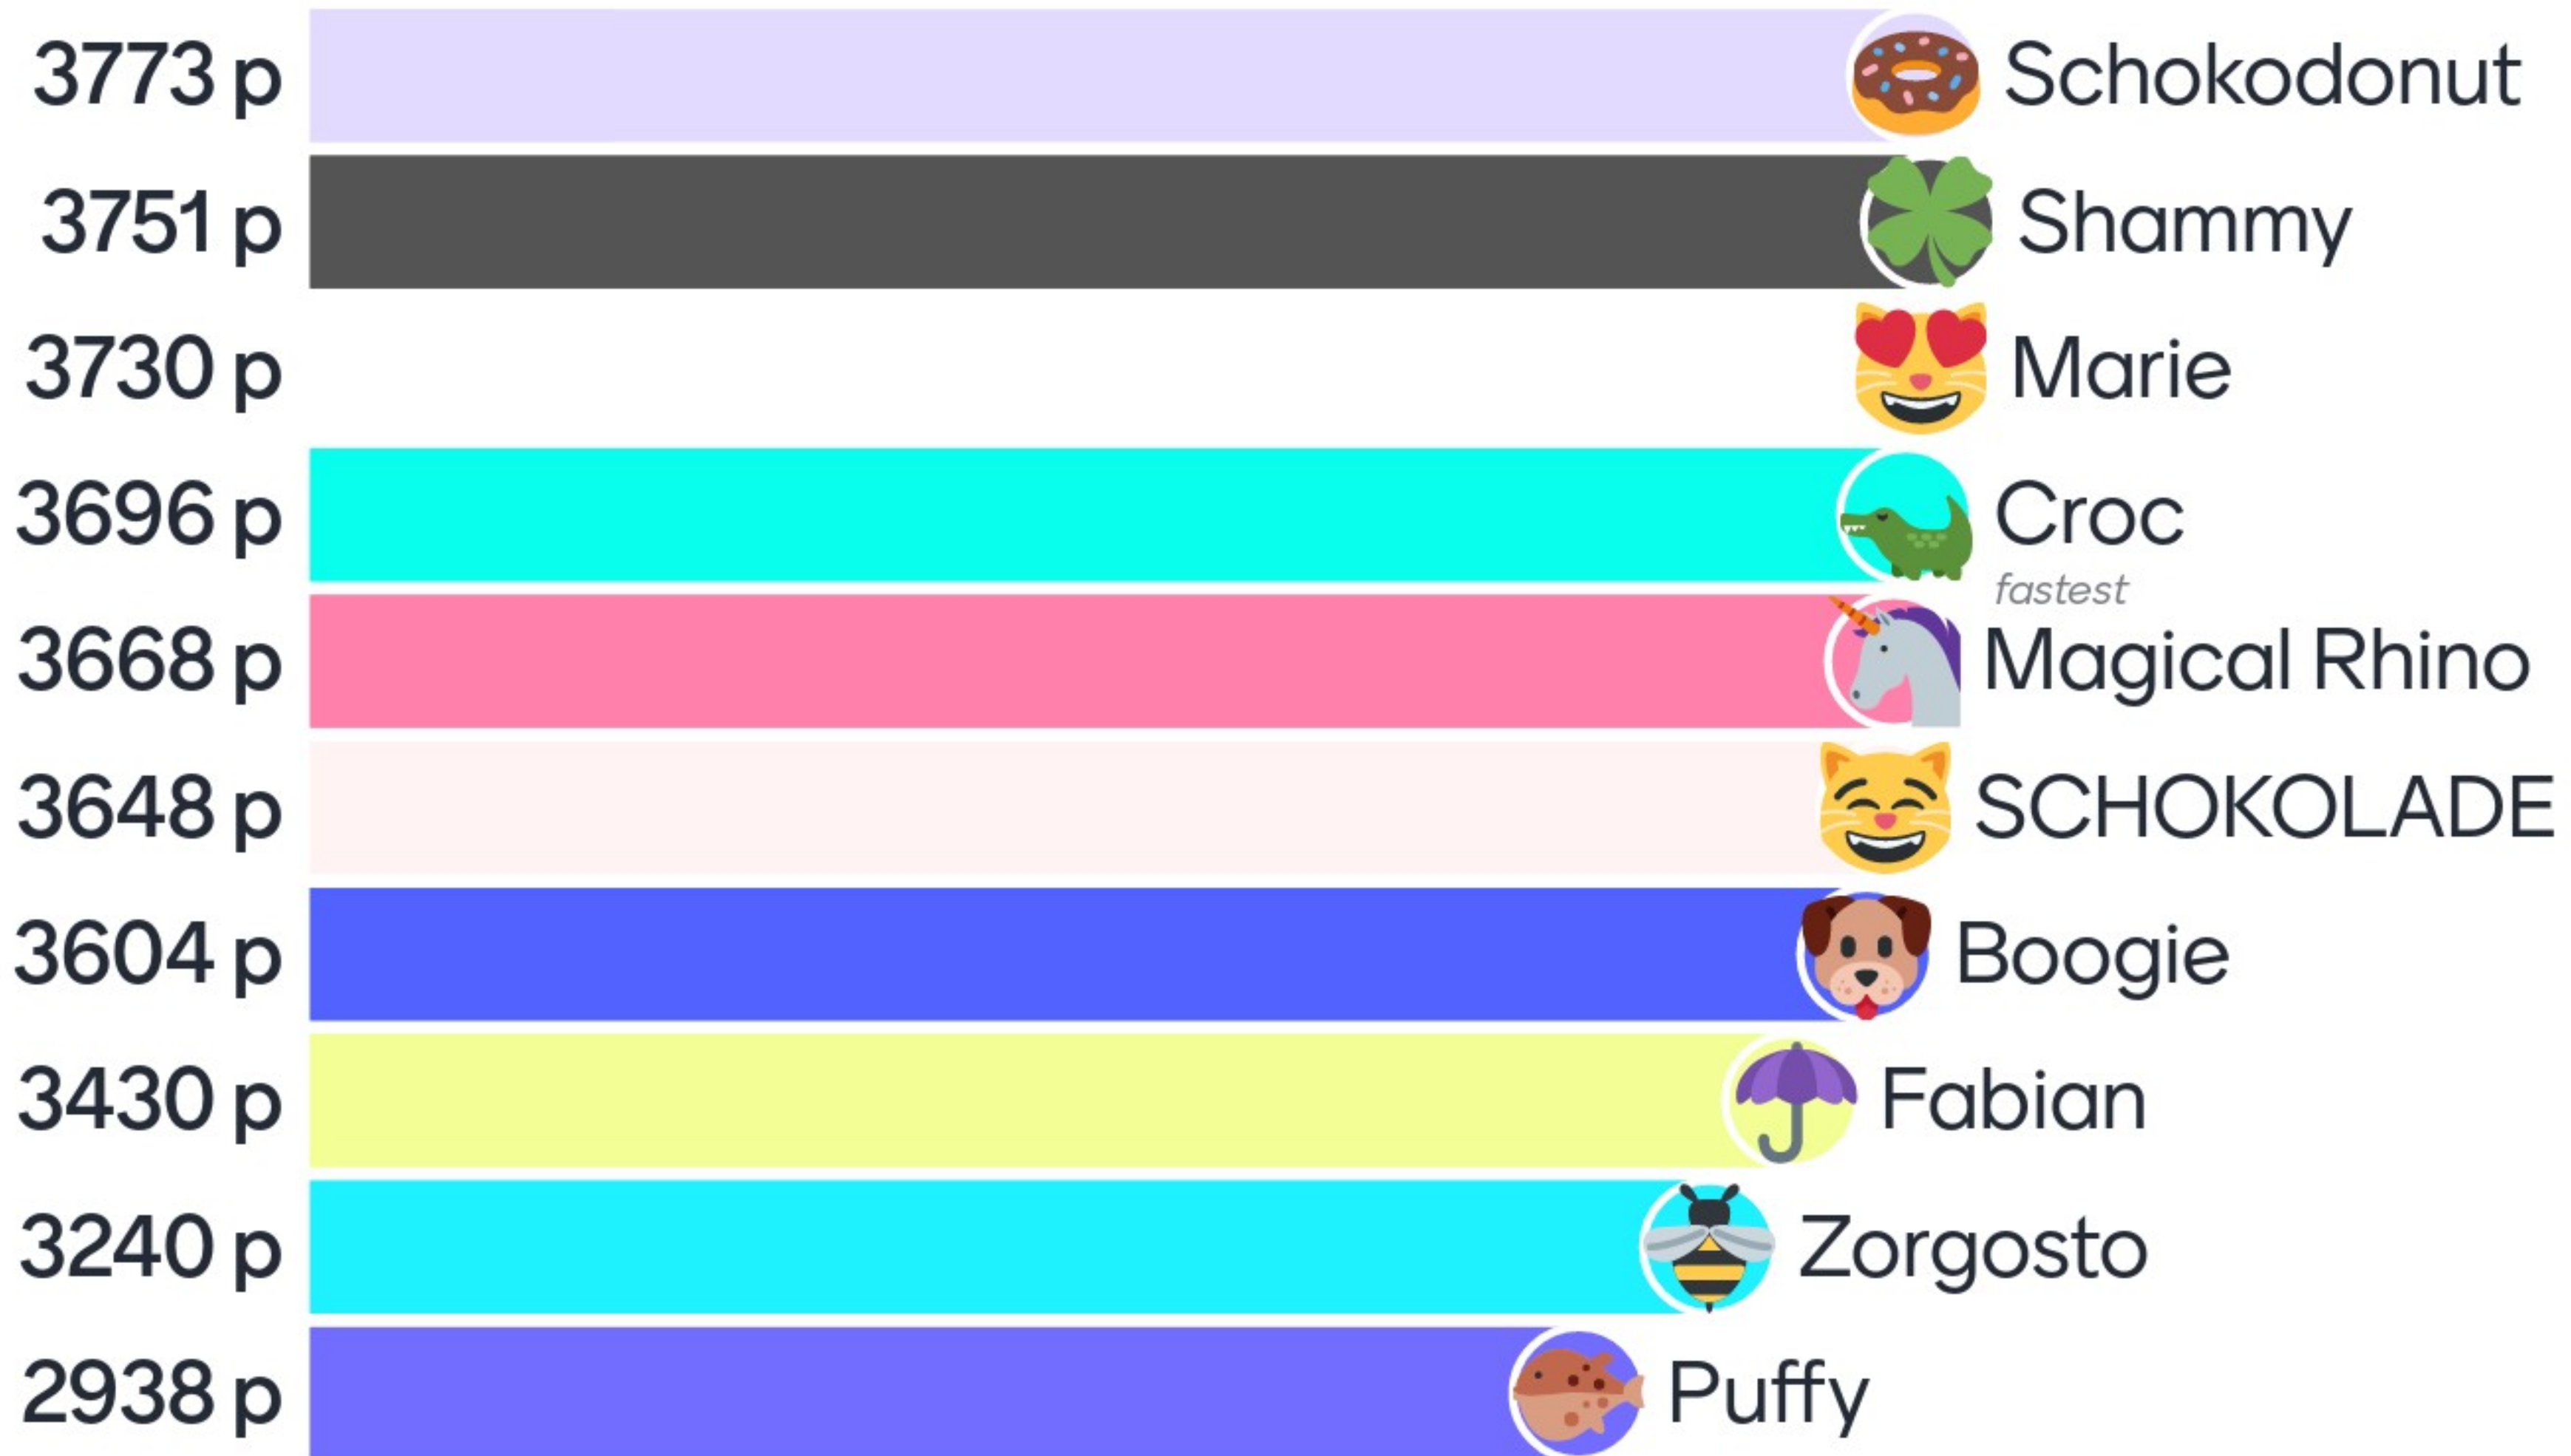 3773 p Schokodonut
3751 p Shammy
3730 p Marie
3696 p Croc
fastest
3668 p Magical Rhino
3648 p SCHOKOLADE
3604 p Boogie
3430 p Fabian
3240 p Zorgosto
2938 p Puffy